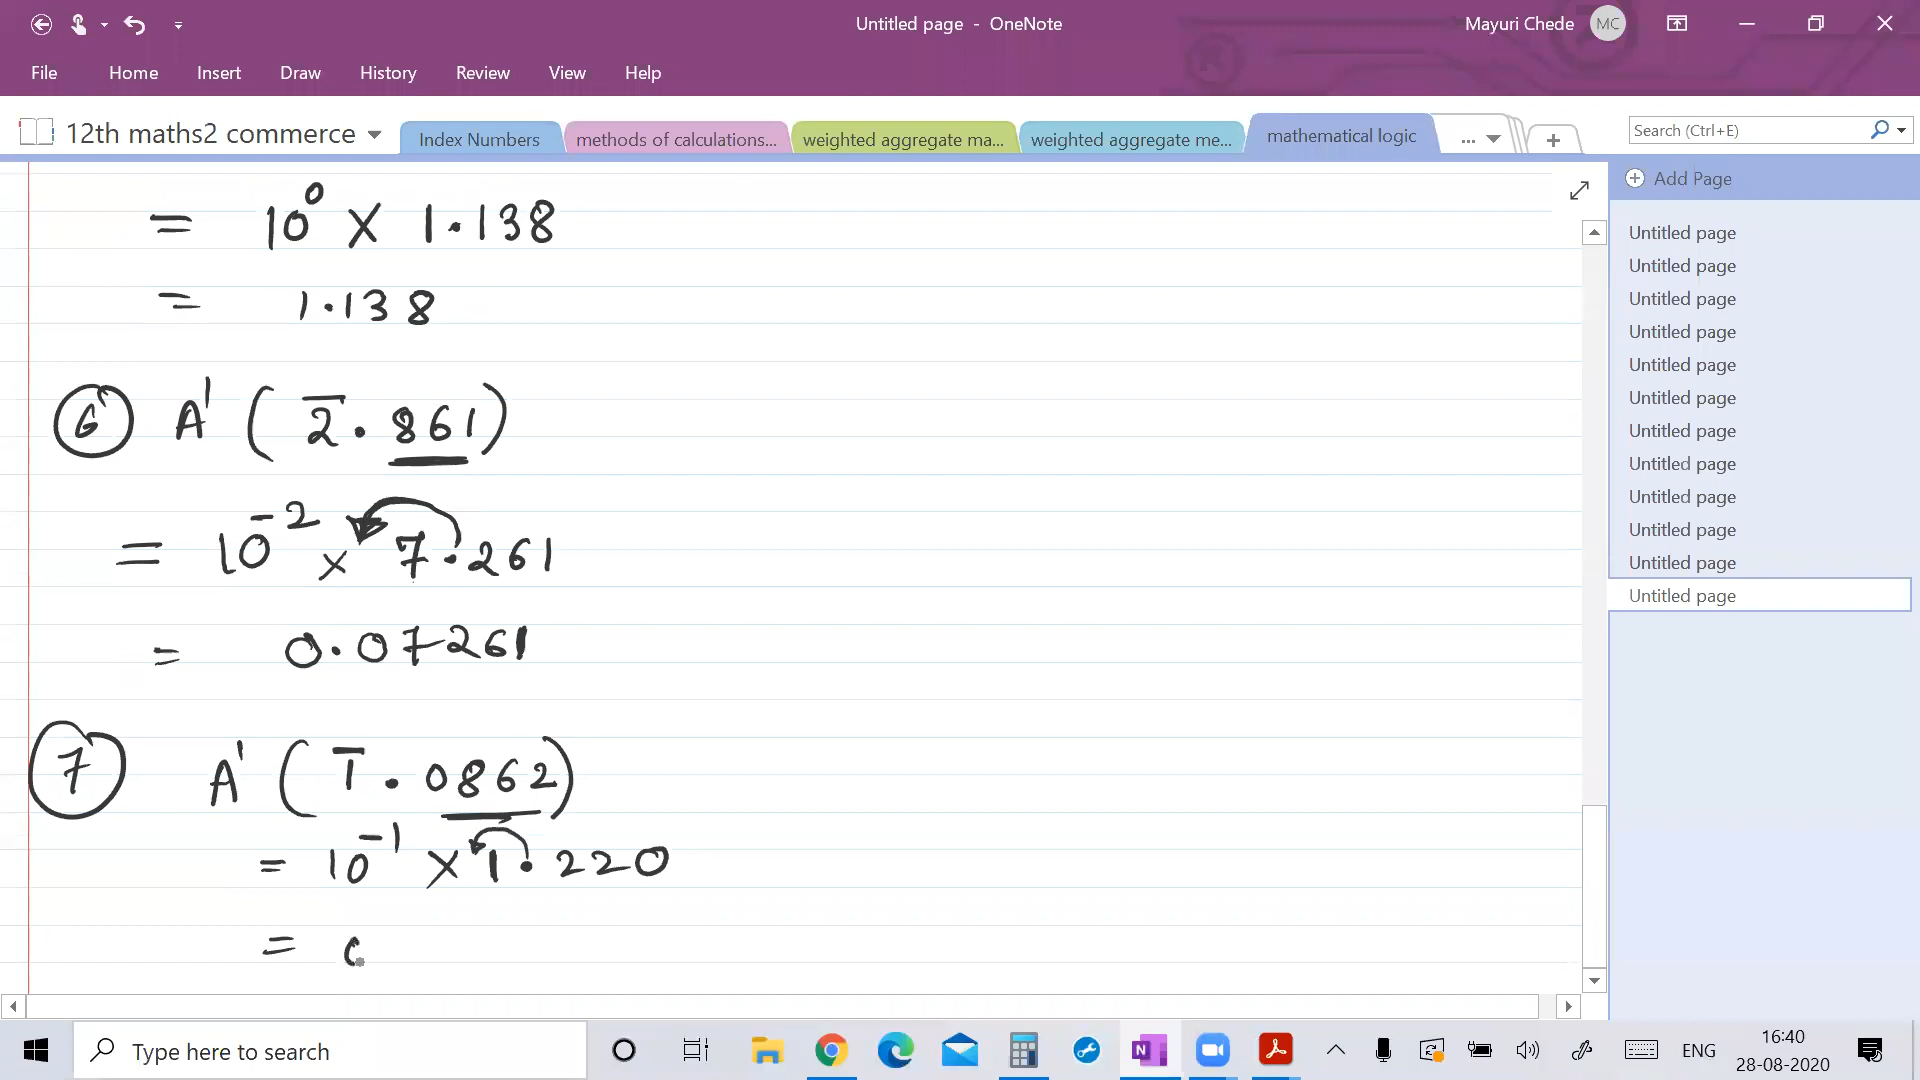 Untitled page - OneNote
Mayuri Chede MC
File Home Insert Draw History Review View Help
12th maths2 commerce
Index Numbers methods of calculations... weighted aggregate ma... weighted aggregate me... mathematical logic ...
Search (Ctrl+E)
Add Page
Untitled page
Untitled page
Untitled page
Untitled page
Untitled page
Untitled page
Untitled page
Untitled page
Untitled page
Untitled page
Untitled page
Untitled page
= 10⁰ × 1.138
= 1.138
6 A' ( 2̅ . 861 )
= 10⁻² × 7.261
= 0.07261
7 A' ( 1̅ . 0862 )
= 10⁻¹ × 1.220
=
Type here to search
ENG
16:40
28-08-2020